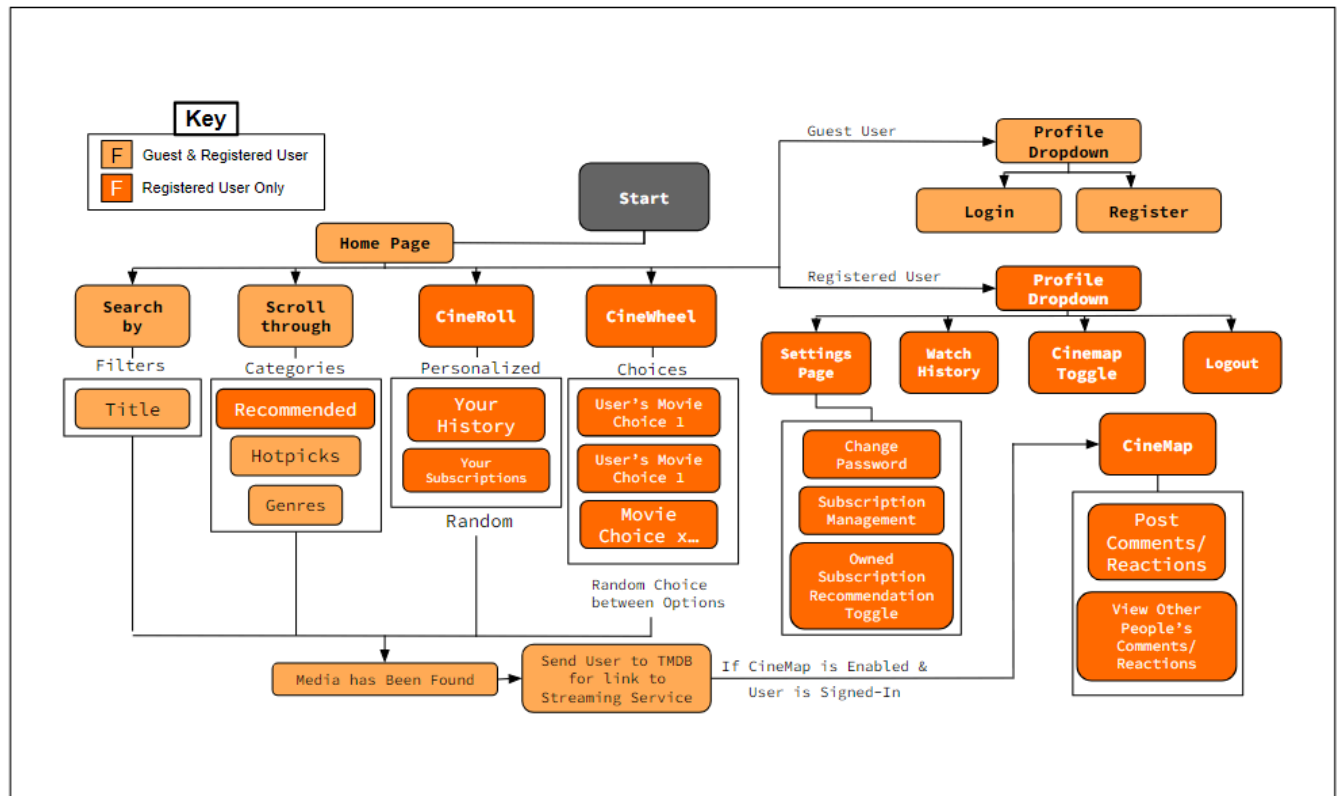 Key
F Guest & Registered User
F Registered User Only
Start
Home Page
Guest User
Profile
Dropdown
Login
Register
Registered User
Profile
Dropdown
Search
by
Scroll
through
CineRoll
CineWheel
Settings
Page
Watch
History
Cinemap
Toggle
Logout
Filters
Title
Categories
Recommended
Hotpicks
Genres
Personalized
Your
History
Your
Subscriptions
Random
Choices
User's Movie
Choice 1
User's Movie
Choice 1
Movie
Choice x…
Random Choice
between Options
Change
Password
Subscription
Management
Owned
Subscription
Recommendation
Toggle
CineMap
Post
Comments/
Reactions
View Other
People's
Comments/
Reactions
Media has Been Found
Send User to TMDB
for link to
Streaming Service
If CineMap is Enabled &
User is Signed-In